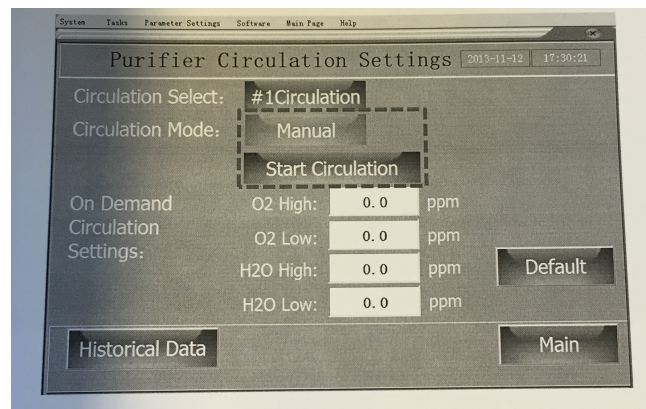 System Tasks Parameter Settings Software Main Page Help
Purifier Circulation Settings 2013-11-12 17:30:21
Circulation Select: #1Circulation
Circulation Mode: Manual
Start Circulation
On Demand
Circulation
Settings:
O2 High: 0.0 ppm
O2 Low: 0.0 ppm
H2O High: 0.0 ppm
H2O Low: 0.0 ppm
Default
Historical Data
Main